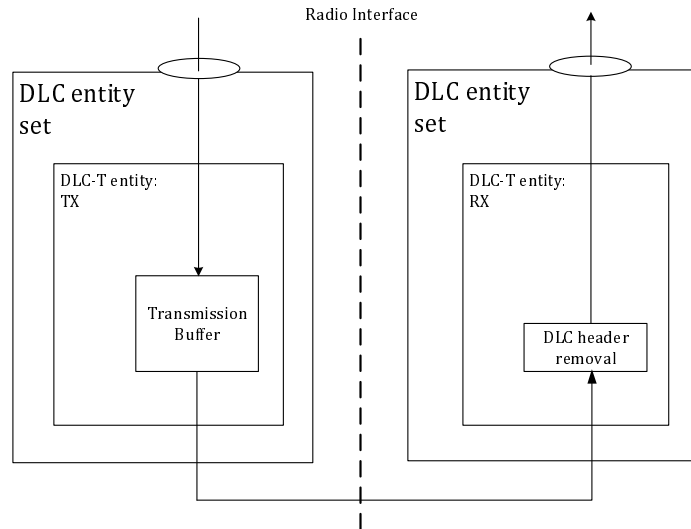 Radio Interface
DLC entity
set
DLC-T entity:
TX
Transmission
Buffer
DLC entity
set
DLC-T entity:
RX
DLC header
removal